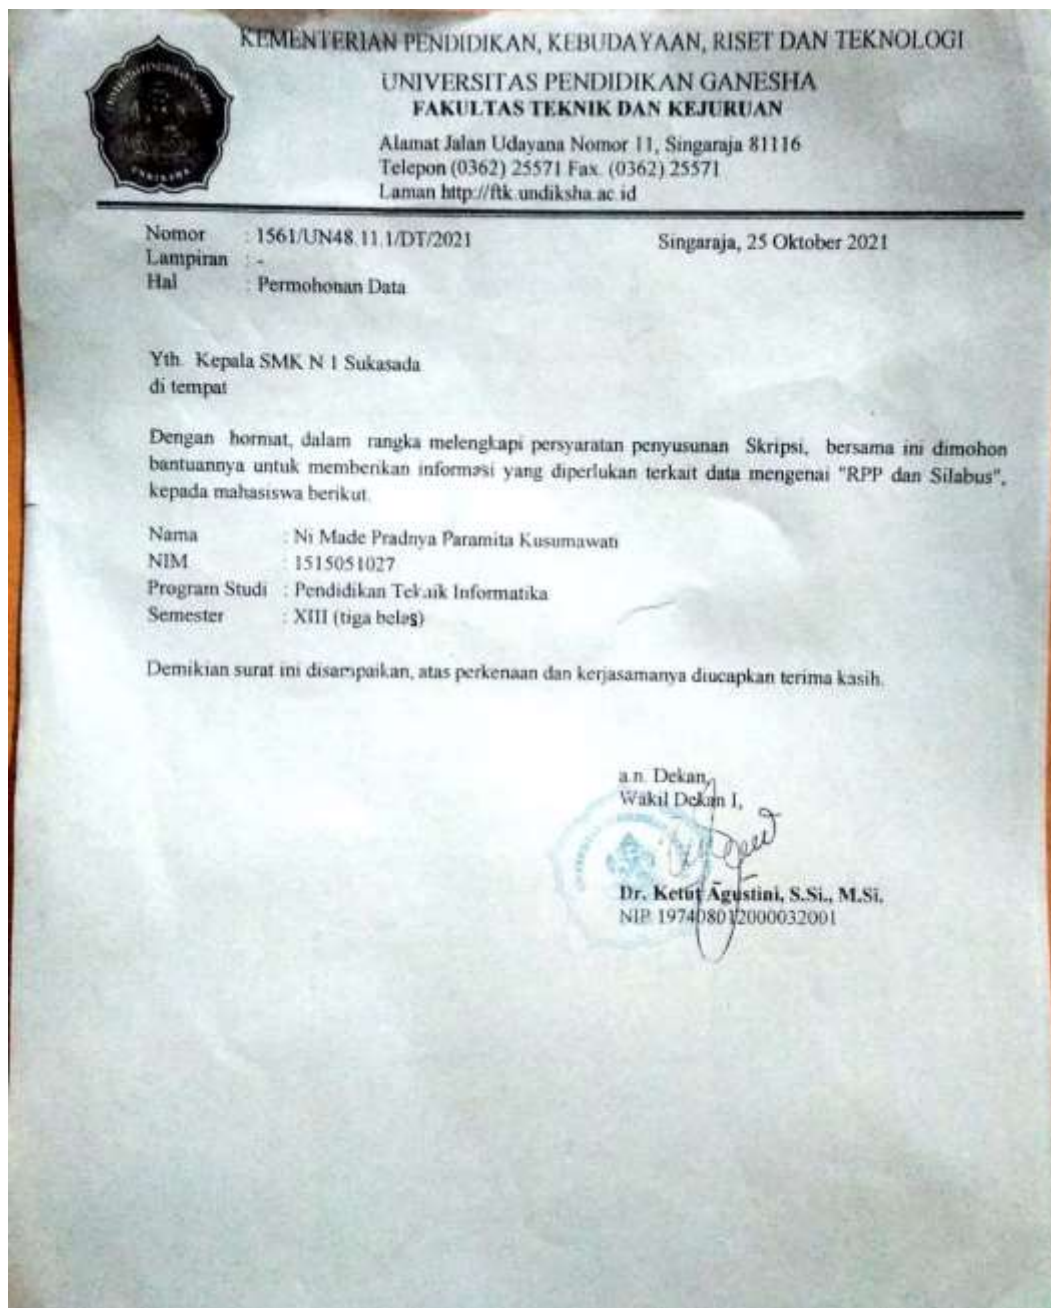 KEMENTERIAN PENDIDIKAN, KEBUDAYAAN, RISET DAN TEKNOLOGI
UNIVERSITAS PENDIDIKAN GANESHA
FAKULTAS TEKNIK DAN KEJURUAN
Alamat Jalan Udayana Nomor 11, Singaraja 81116
Telepon (0362) 25571 Fax. (0362) 25571
Laman http://ftk.undiksha.ac.id
Nomor : 1561/UN48.11.1/DT/2021 Singaraja, 25 Oktober 2021
Lampiran : -
Hal : Permohonan Data
Yth. Kepala SMK N 1 Sukasada
di tempat
Dengan hormat, dalam rangka melengkapi persyaratan penyusunan Skripsi, bersama ini dimohon
bantuannya untuk memberikan informasi yang diperlukan terkait data mengenai "RPP dan Silabus",
kepada mahasiswa berikut.
Nama : Ni Made Pradnya Paramita Kusumawati
NIM : 1515051027
Program Studi : Pendidikan Teknik Informatika
Semester : XIII (tiga belas)
Demikian surat ini disampaikan, atas perkenaan dan kerjasamanya diucapkan terima kasih.
a.n. Dekan,
Wakil Dekan I,
Dr. Ketut Agustini, S.Si., M.Si.
NIP. 197408012000032001